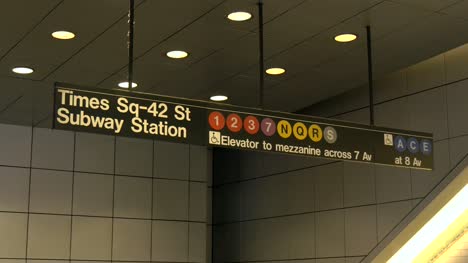 Times Sq-42 St
Subway Station
1 2 3 7 N Q R S
Elevator to mezzanine across 7 Av
A C E
at 8 Av